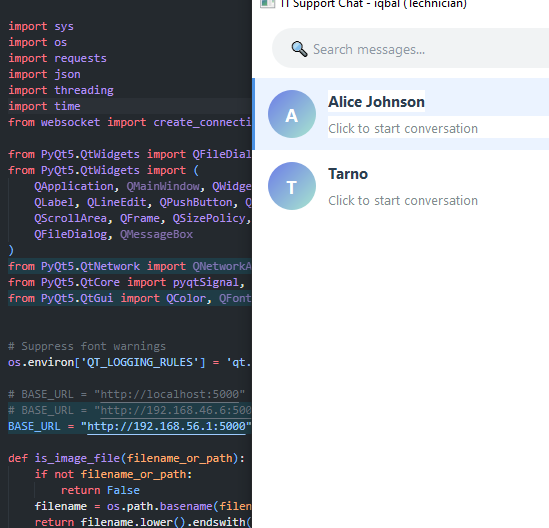 import sys
import os
import requests
import json
import threading
import time
from websocket import create_connecti
from PyQt5.QtWidgets import QFileDial
from PyQt5.QtWidgets import (
QApplication, QMainWindow, QWidge
QLabel, QLineEdit, QPushButton, Q
QScrollArea, QFrame, QSizePolicy,
QFileDialog, QMessageBox
)
from PyQt5.QtNetwork import QNetworkA
from PyQt5.QtCore import pyqtSignal,
from PyQt5.QtGui import QColor, QFont
# Suppress font warnings
os.environ['QT_LOGGING_RULES'] = 'qt.
# BASE_URL = "http://localhost:5000"
# BASE_URL = "http://192.168.46.6:500
BASE_URL = "http://192.168.56.1:5000"
def is_image_file(filename_or_path):
if not filename_or_path:
return False
filename = os.path.basename(filen
return filename.lower().endswith(
IT Support Chat - iqbal (Technician)
Search messages...
A
Alice Johnson
Click to start conversation
T
Tarno
Click to start conversation